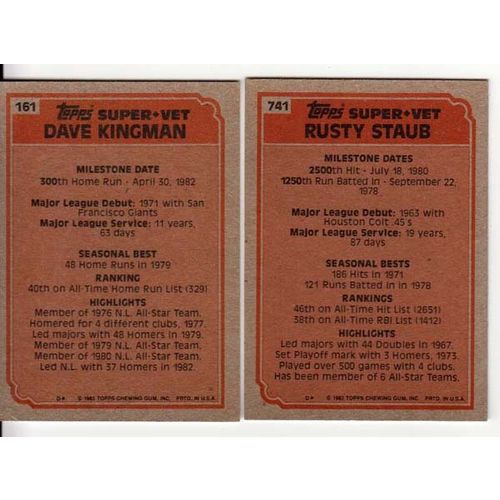 161
Topps SUPER•VET
DAVE KINGMAN
MILESTONE DATE
300th Home Run - April 30, 1982
Major League Debut: 1971 with San
Francisco Giants
Major League Service: 11 years,
63 days
SEASONAL BEST
48 Home Runs in 1979
RANKING
40th on All-Time Home Run List (329)
HIGHLIGHTS
Member of 1976 N.L. All-Star Team.
Homered for 4 different clubs, 1977.
Led majors with 48 Homers in 1979.
Member of 1979 N.L. All-Star Team.
Member of 1980 N.L. All-Star Team.
Led N.L. with 37 Homers in 1982.
D* © 1983 TOPPS CHEWING GUM, INC. PRTD. IN U.S.A.
741
Topps SUPER•VET
RUSTY STAUB
MILESTONE DATES
2500th Hit - July 18, 1980
1250th Run Batted in - September 22,
1978
Major League Debut: 1963 with
Houston Colt .45's
Major League Service: 19 years,
87 days
SEASONAL BESTS
186 Hits in 1971
121 Runs Batted in in 1978
RANKINGS
46th on All-Time Hit List (2651)
38th on All-Time RBI List (1412)
HIGHLIGHTS
Led majors with 44 Doubles in 1967.
Set Playoff mark with 3 Homers, 1973.
Played over 500 games with 4 clubs.
Has been member of 6 All-Star Teams.
D* © 1983 TOPPS CHEWING GUM, INC. PRTD. IN U.S.A.